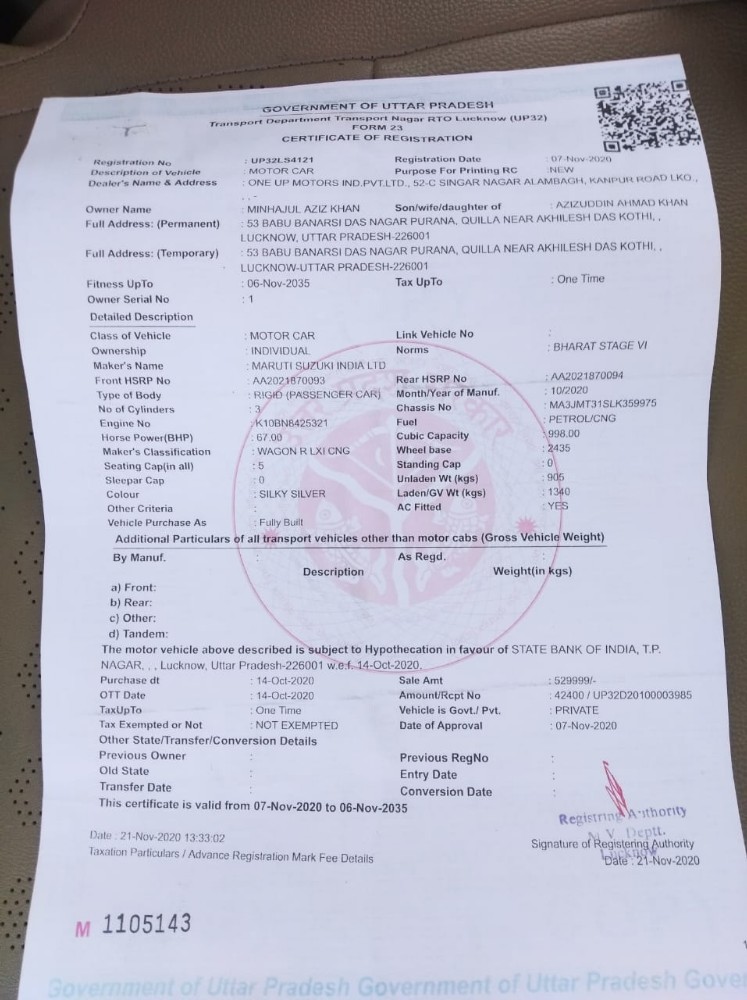 GOVERNMENT OF UTTAR PRADESH
Transport Department Transport Nagar RTO Lucknow (UP32)
FORM 23
CERTIFICATE OF REGISTRATION
Registration No : UP32LS4121 Registration Date : 07-Nov-2020
Description of Vehicle : MOTOR CAR Purpose For Printing RC :NEW
Dealer's Name & Address : ONE UP MOTORS IND.PVT.LTD., 52-C SINGAR NAGAR ALAMBAGH, KANPUR ROAD LKO.,
, , -
Owner Name : MINHAJUL AZIZ KHAN Son/wife/daughter of : AZIZUDDIN AHMAD KHAN
Full Address: (Permanent) : 53 BABU BANARSI DAS NAGAR PURANA, QUILLA NEAR AKHILESH DAS KOTHI, ,
LUCKNOW, UTTAR PRADESH-226001
Full Address: (Temporary) : 53 BABU BANARSI DAS NAGAR PURANA, QUILLA NEAR AKHILESH DAS KOTHI, ,
LUCKNOW-UTTAR PRADESH-226001
Fitness UpTo : 06-Nov-2035 Tax UpTo : One Time
Owner Serial No : 1
Detailed Description
Class of Vehicle : MOTOR CAR Link Vehicle No :
Ownership : INDIVIDUAL Norms : BHARAT STAGE VI
Maker's Name : MARUTI SUZUKI INDIA LTD
Front HSRP No : AA2021870093 Rear HSRP No : AA2021870094
Type of Body : RIGID (PASSENGER CAR) Month/Year of Manuf. : 10/2020
No of Cylinders : 3 Chassis No : MA3JMT31SLK359975
Engine No : K10BN8425321 Fuel : PETROL/CNG
Horse Power(BHP) : 67.00 Cubic Capacity : 998.00
Maker's Classification : WAGON R LXI CNG Wheel base : 2435
Seating Cap(in all) : 5 Standing Cap : 0
Sleepar Cap : 0 Unladen Wt (kgs) : 905
Colour : SILKY SILVER Laden/GV Wt (kgs) : 1340
Other Criteria : AC Fitted : YES
Vehicle Purchase As : Fully Built
Additional Particulars of all transport vehicles other than motor cabs (Gross Vehicle Weight)
By Manuf. : As Regd. :
Description Weight(in kgs)
a) Front:
b) Rear:
c) Other:
d) Tandem:
The motor vehicle above described is subject to Hypothecation in favour of STATE BANK OF INDIA, T.P.
NAGAR, , , Lucknow, Uttar Pradesh-226001 w.e.f. 14-Oct-2020.
Purchase dt : 14-Oct-2020 Sale Amt : 529999/-
OTT Date : 14-Oct-2020 Amount/Rcpt No : 42400 / UP32D20100003985
TaxUpTo : One Time Vehicle is Govt./ Pvt. : PRIVATE
Tax Exempted or Not : NOT EXEMPTED Date of Approval : 07-Nov-2020
Other State/Transfer/Conversion Details
Previous Owner : Previous RegNo :
Old State : Entry Date :
Transfer Date : Conversion Date :
This certificate is valid from 07-Nov-2020 to 06-Nov-2035
Registring Authority
M V Deptt.
Lucknow
Date : 21-Nov-2020 13:33:02 Signature of Registering Authority
Taxation Particulars / Advance Registration Mark Fee Details Date : 21-Nov-2020
M 1105143
Government of Uttar Pradesh Government of Uttar Pradesh Gover